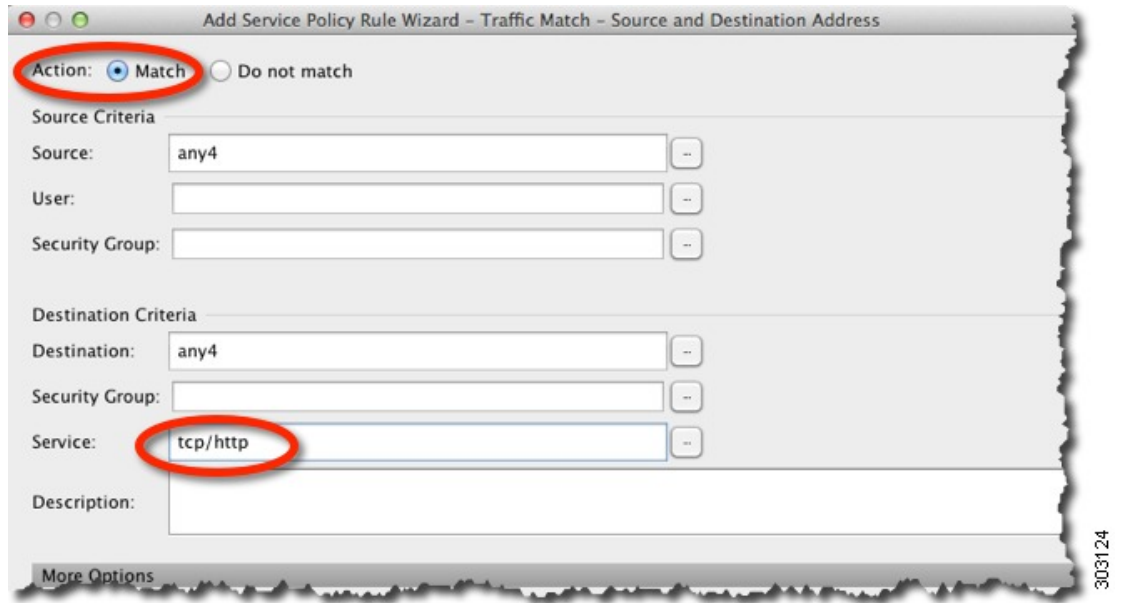 Add Service Policy Rule Wizard – Traffic Match – Source and Destination Address
Action: Match Do not match
Source Criteria
Source: any4 ...
User: ...
Security Group: ...
Destination Criteria
Destination: any4 ...
Security Group: ...
Service: tcp/http ...
Description:
More Options
303124